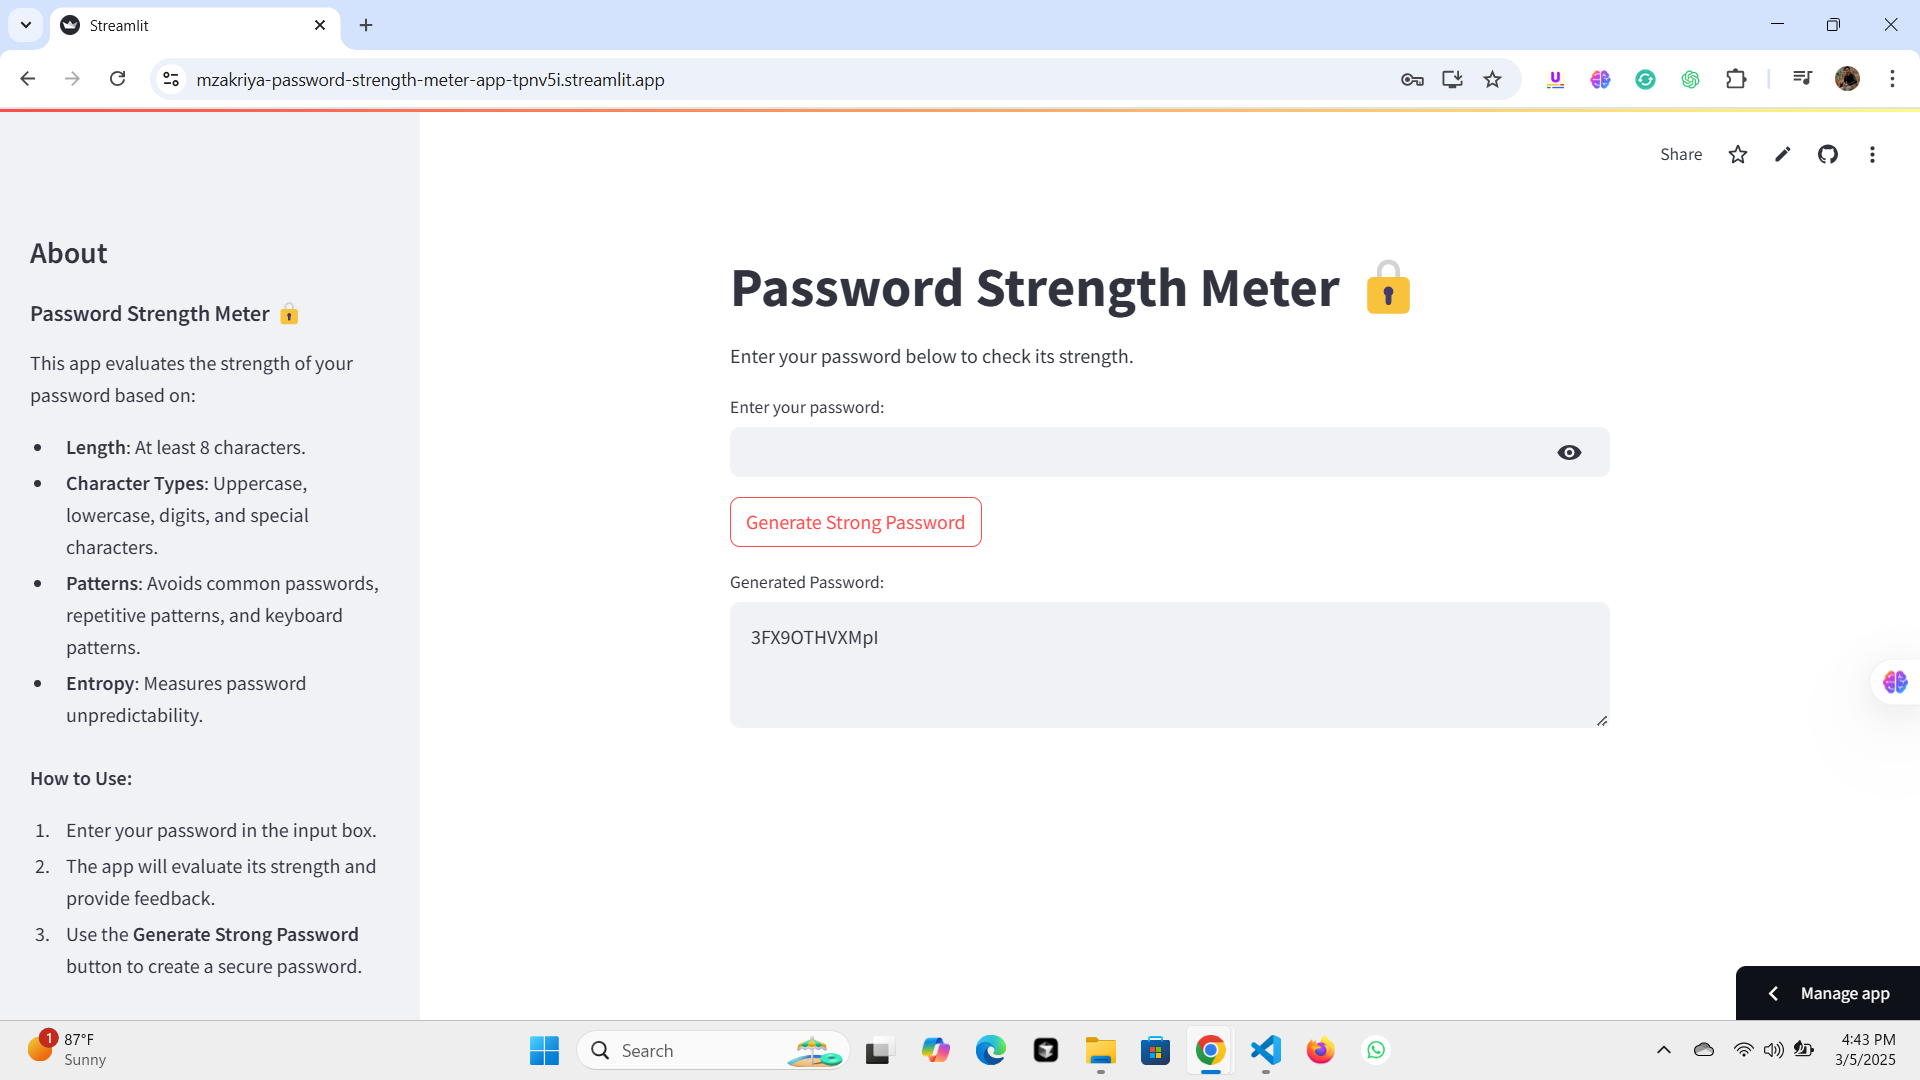 Streamlit
mzakriya-password-strength-meter-app-tpnv5i.streamlit.app
Share
About
Password Strength Meter
This app evaluates the strength of your
password based on:
Length: At least 8 characters.
Character Types: Uppercase,
lowercase, digits, and special
characters.
Patterns: Avoids common passwords,
repetitive patterns, and keyboard
patterns.
Entropy: Measures password
unpredictability.
How to Use:
1. Enter your password in the input box.
2. The app will evaluate its strength and
provide feedback.
3. Use the Generate Strong Password
button to create a secure password.
Password Strength Meter
Enter your password below to check its strength.
Enter your password:
Generate Strong Password
Generated Password:
3FX9OTHVXMpI
Manage app
1
87°F
Sunny
Search
4:43 PM
3/5/2025